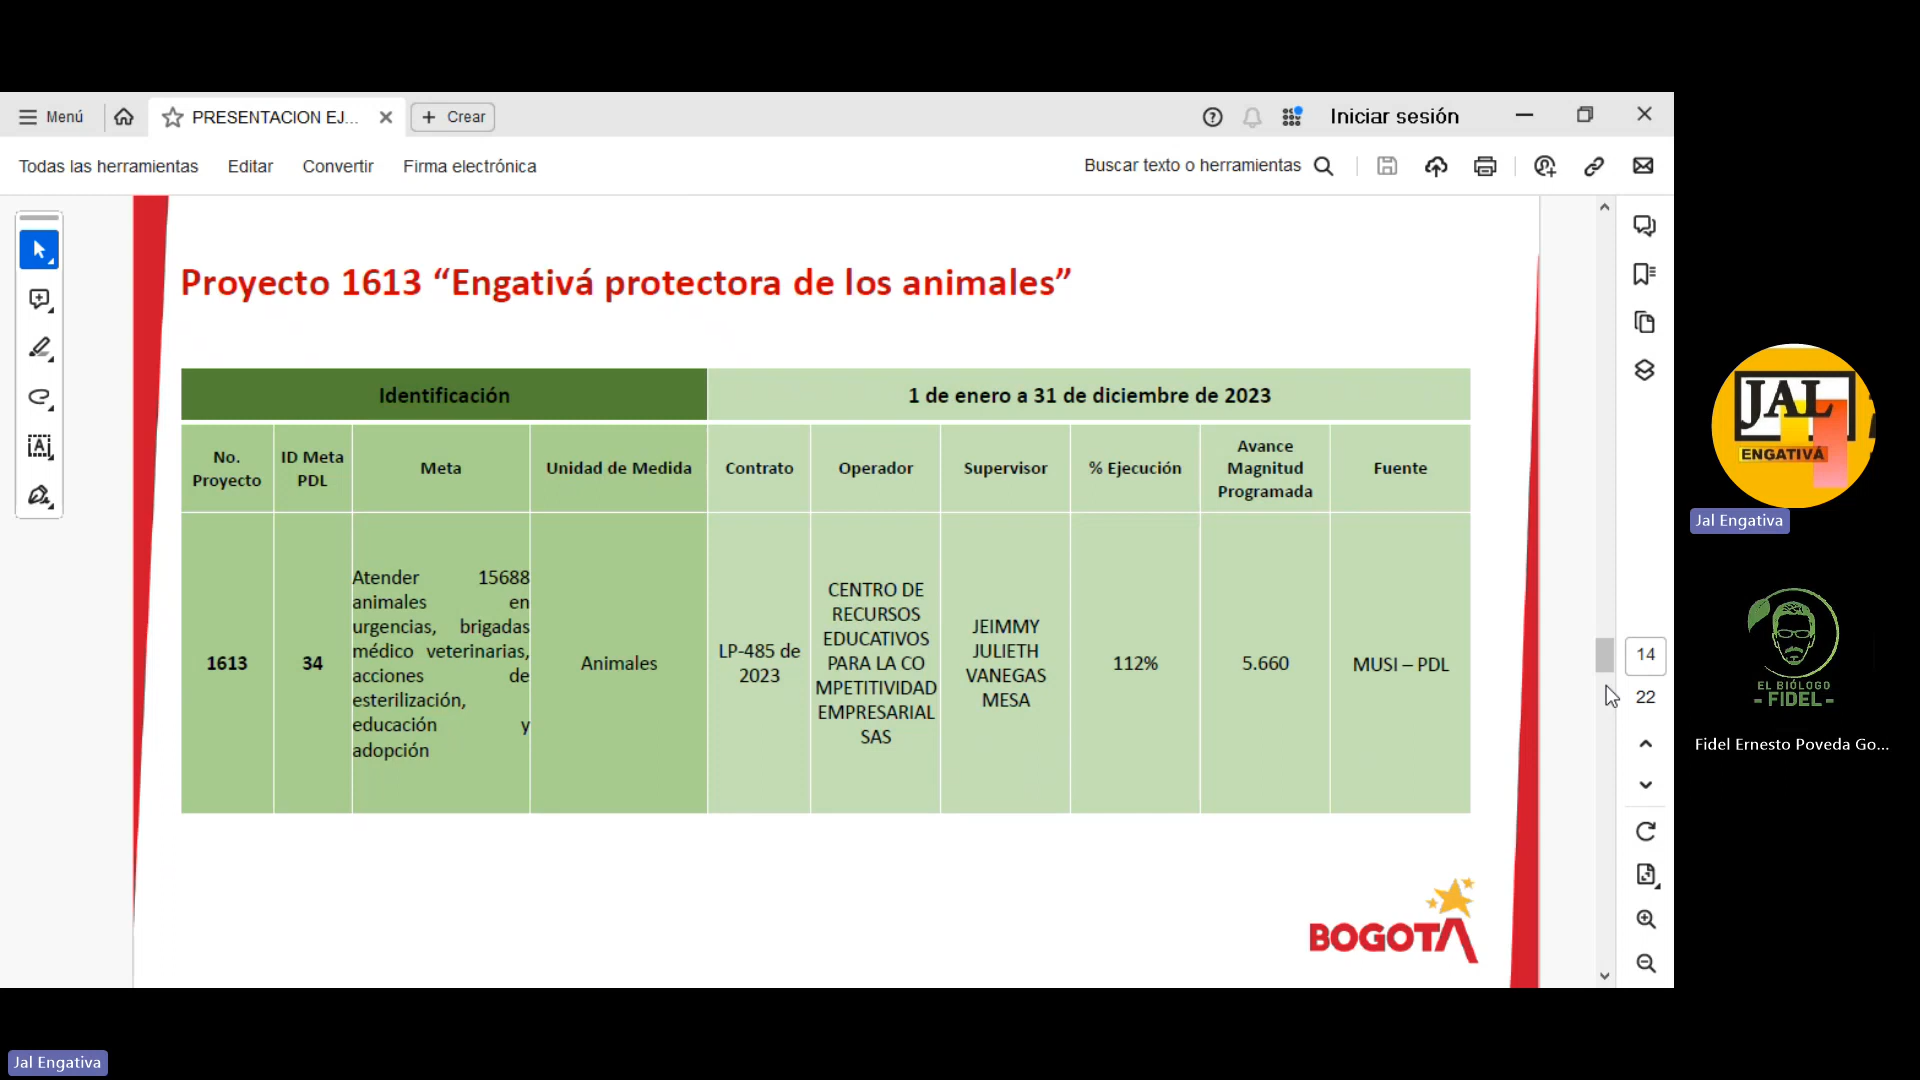 Menú
PRESENTACION EJ...
Crear
Iniciar sesión
Todas las herramientas
Editar
Convertir
Firma electrónica
Buscar texto o herramientas
Proyecto 1613 “Engativá protectora de los animales”
Identificación
1 de enero a 31 de diciembre de 2023
No.
Proyecto
ID Meta
PDL
Meta
Unidad de Medida
Contrato
Operador
Supervisor
% Ejecución
Avance
Magnitud
Programada
Fuente
1613
34
Atender 15688
animales en
urgencias, brigadas
médico veterinarias,
acciones de
esterilización,
educación y
adopción
Animales
LP-485 de
2023
CENTRO DE
RECURSOS
EDUCATIVOS
PARA LA CO
MPETITIVIDAD
EMPRESARIAL
SAS
JEIMMY
JULIETH
VANEGAS
MESA
112%
5.660
MUSI – PDL
BOGOTA
14
22
JAL
ENGATIVÁ
Jal Engativa
EL BIÓLOGO
- FIDEL -
Fidel Ernesto Poveda Go...
Jal Engativa